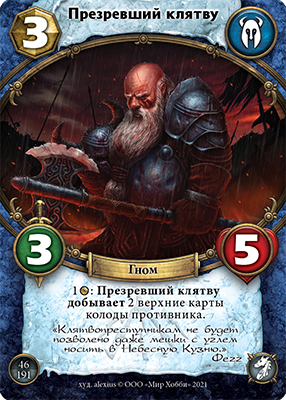 Презревший клятву
3
3
5
Гном
1 : Презревший клятву
добывает 2 верхние карты
колоды противника.
«Клятвопреступникам не будет
позволено даже мешки с углем
носить в Небесную Кузню.»
Фегг
46
191
худ. alexius © ООО «Мир Хобби» 2021